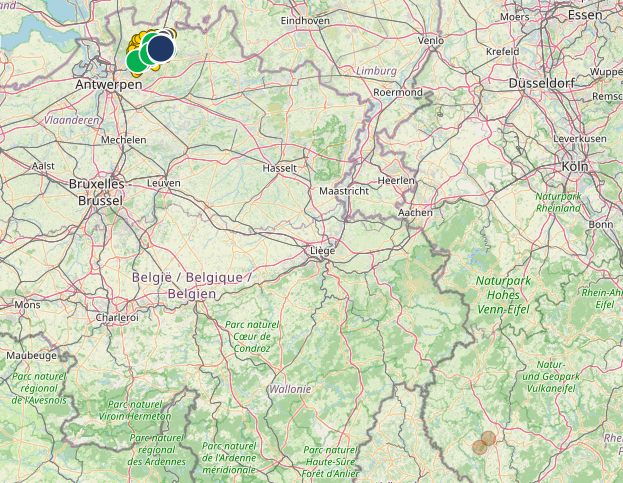 Eindhoven
Moers
Essen
Venlo
Krefeld
Limburg
Wuppe
Antwerpen
Roermond
Düsseldorf
Remsc
Vlaanderen
Mechelen
Leverkusen
Aalst
Hasselt
Köln
Bruxelles -
Brussel
Leuven
Maastricht
Heerlen
Naturpark
Rheinland
Aachen
Bonn
Liège
België / Belgique /
Belgien
Naturpark
Hohes
Venn-Eifel
Rhein-Ah
Eifel
Mons
Charleroi
Parc naturel
Cœur de
Condroz
Maubeuge
Parc naturel
régional
de l'Avesnois
Wallonie
Natur-
und Geopark
Vulkaneifel
Parc naturel
Viroin Hermeton
Parc naturel
régional
des Ardennes
Parc naturel
de l'Ardenne
méridionale
Parc naturel
Haute-Sûre
Forêt d'Anlier
Rhe